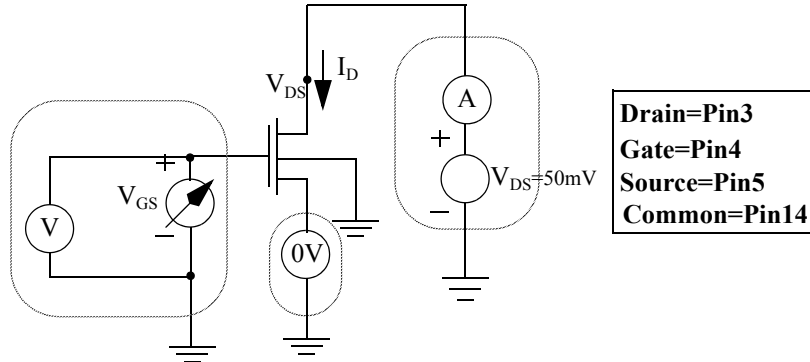 V_DS
I_D
A
+
V_DS=50mV
−
+
V_GS
−
V
0V
Drain=Pin3
Gate=Pin4
Source=Pin5
Common=Pin14